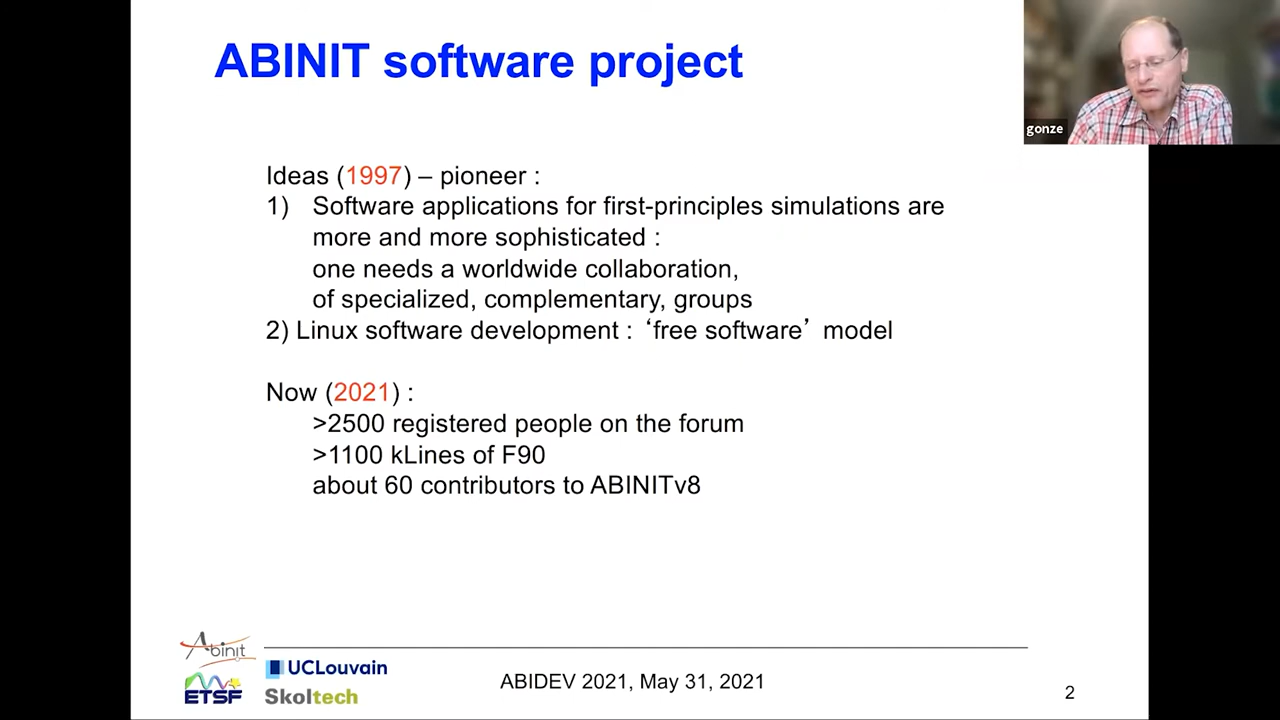 ABINIT software project
gonze
Ideas (1997) – pioneer :
1) Software applications for first-principles simulations are
more and more sophisticated :
one needs a worldwide collaboration,
of specialized, complementary, groups
2) Linux software development : ‘free software’ model
Now (2021) :
>2500 registered people on the forum
>1100 kLines of F90
about 60 contributors to ABINITv8
Abinit
UCLouvain
ETSF
Skoltech
ABIDEV 2021, May 31, 2021
2